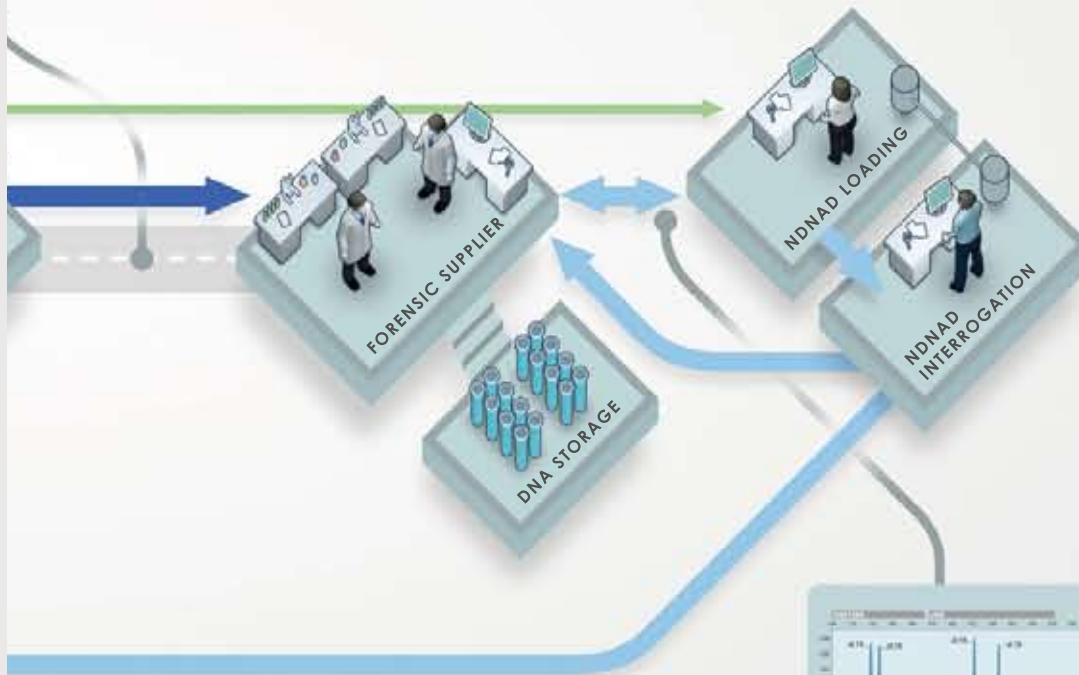 FORENSIC SUPPLIER
DNA STORAGE
NDNAD LOADING
NDNAD
INTERROGATION